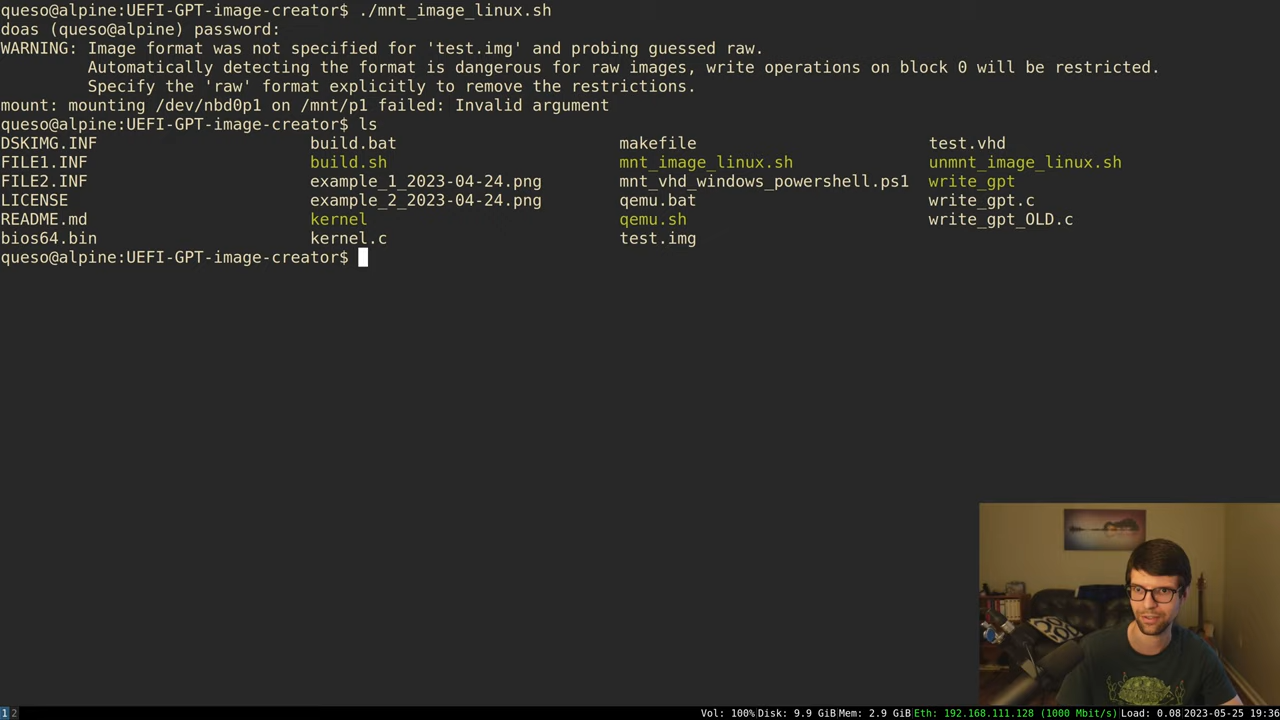 queso@alpine:UEFI-GPT-image-creator$ ./mnt_image_linux.sh
doas (queso@alpine) password:
WARNING: Image format was not specified for 'test.img' and probing guessed raw.
         Automatically detecting the format is dangerous for raw images, write operations on block 0 will be restricted.
         Specify the 'raw' format explicitly to remove the restrictions.
mount: mounting /dev/nbd0p1 on /mnt/p1 failed: Invalid argument
queso@alpine:UEFI-GPT-image-creator$ ls
DSKIMG.INF build.bat makefile test.vhd
FILE1.INF build.sh mnt_image_linux.sh unmnt_image_linux.sh
FILE2.INF example_1_2023-04-24.png mnt_vhd_windows_powershell.ps1 write_gpt
LICENSE example_2_2023-04-24.png qemu.bat write_gpt.c
README.md kernel qemu.sh write_gpt_OLD.c
bios64.bin kernel.c test.img
queso@alpine:UEFI-GPT-image-creator$
1 2 Vol: 100% Disk: 9.9 GiB Mem: 2.9 GiB Eth: 192.168.111.128 (1000 Mbit/s) Load: 0.08 2023-05-25 19:36